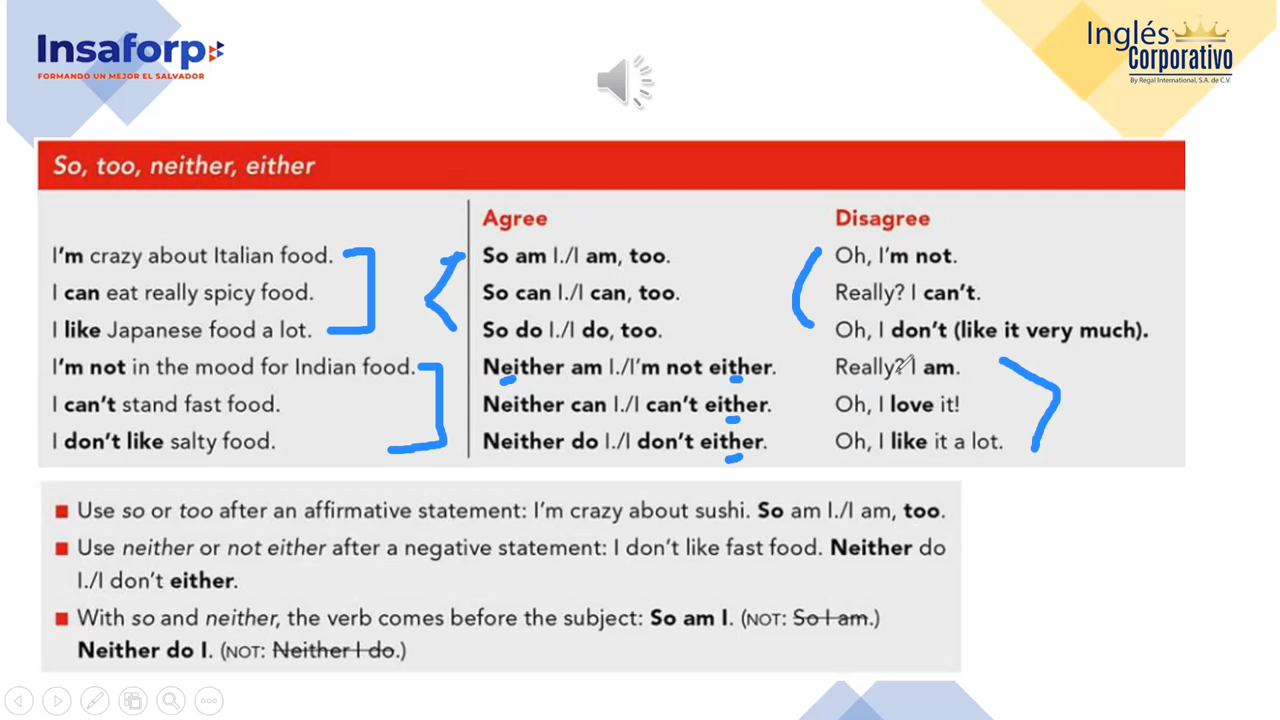 Insaforp
FORMANDO UN MEJOR EL SALVADOR
Inglés
Corporativo
By Regal International, S.A. de C.V.
So, too, neither, either
Agree Disagree
I'm crazy about Italian food. So am I./I am, too. Oh, I'm not.
I can eat really spicy food. So can I./I can, too. Really? I can't.
I like Japanese food a lot. So do I./I do, too. Oh, I don't (like it very much).
I'm not in the mood for Indian food. Neither am I./I'm not either. Really? I am.
I can't stand fast food. Neither can I./I can't either. Oh, I love it!
I don't like salty food. Neither do I./I don't either. Oh, I like it a lot.
Use so or too after an affirmative statement: I'm crazy about sushi. So am I./I am, too.
Use neither or not either after a negative statement: I don't like fast food. Neither do
I./I don't either.
With so and neither, the verb comes before the subject: So am I. (NOT: So I am.)
Neither do I. (NOT: Neither I do.)